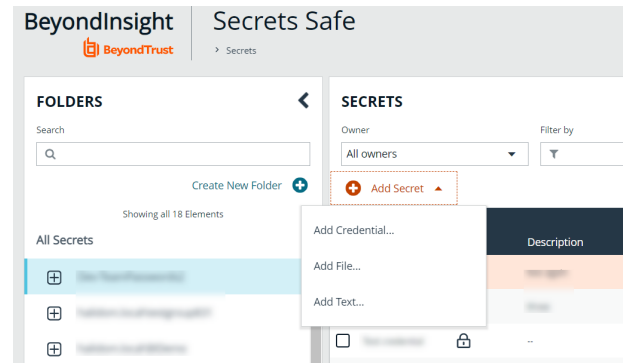 BeyondInsight
BeyondTrust
Secrets Safe
> Secrets
FOLDERS
Search
Create New Folder
Showing all 18 Elements
All Secrets
SECRETS
Owner
All owners
Filter by
Add Secret
Add Credential...
Add File...
Add Text...
Description
--